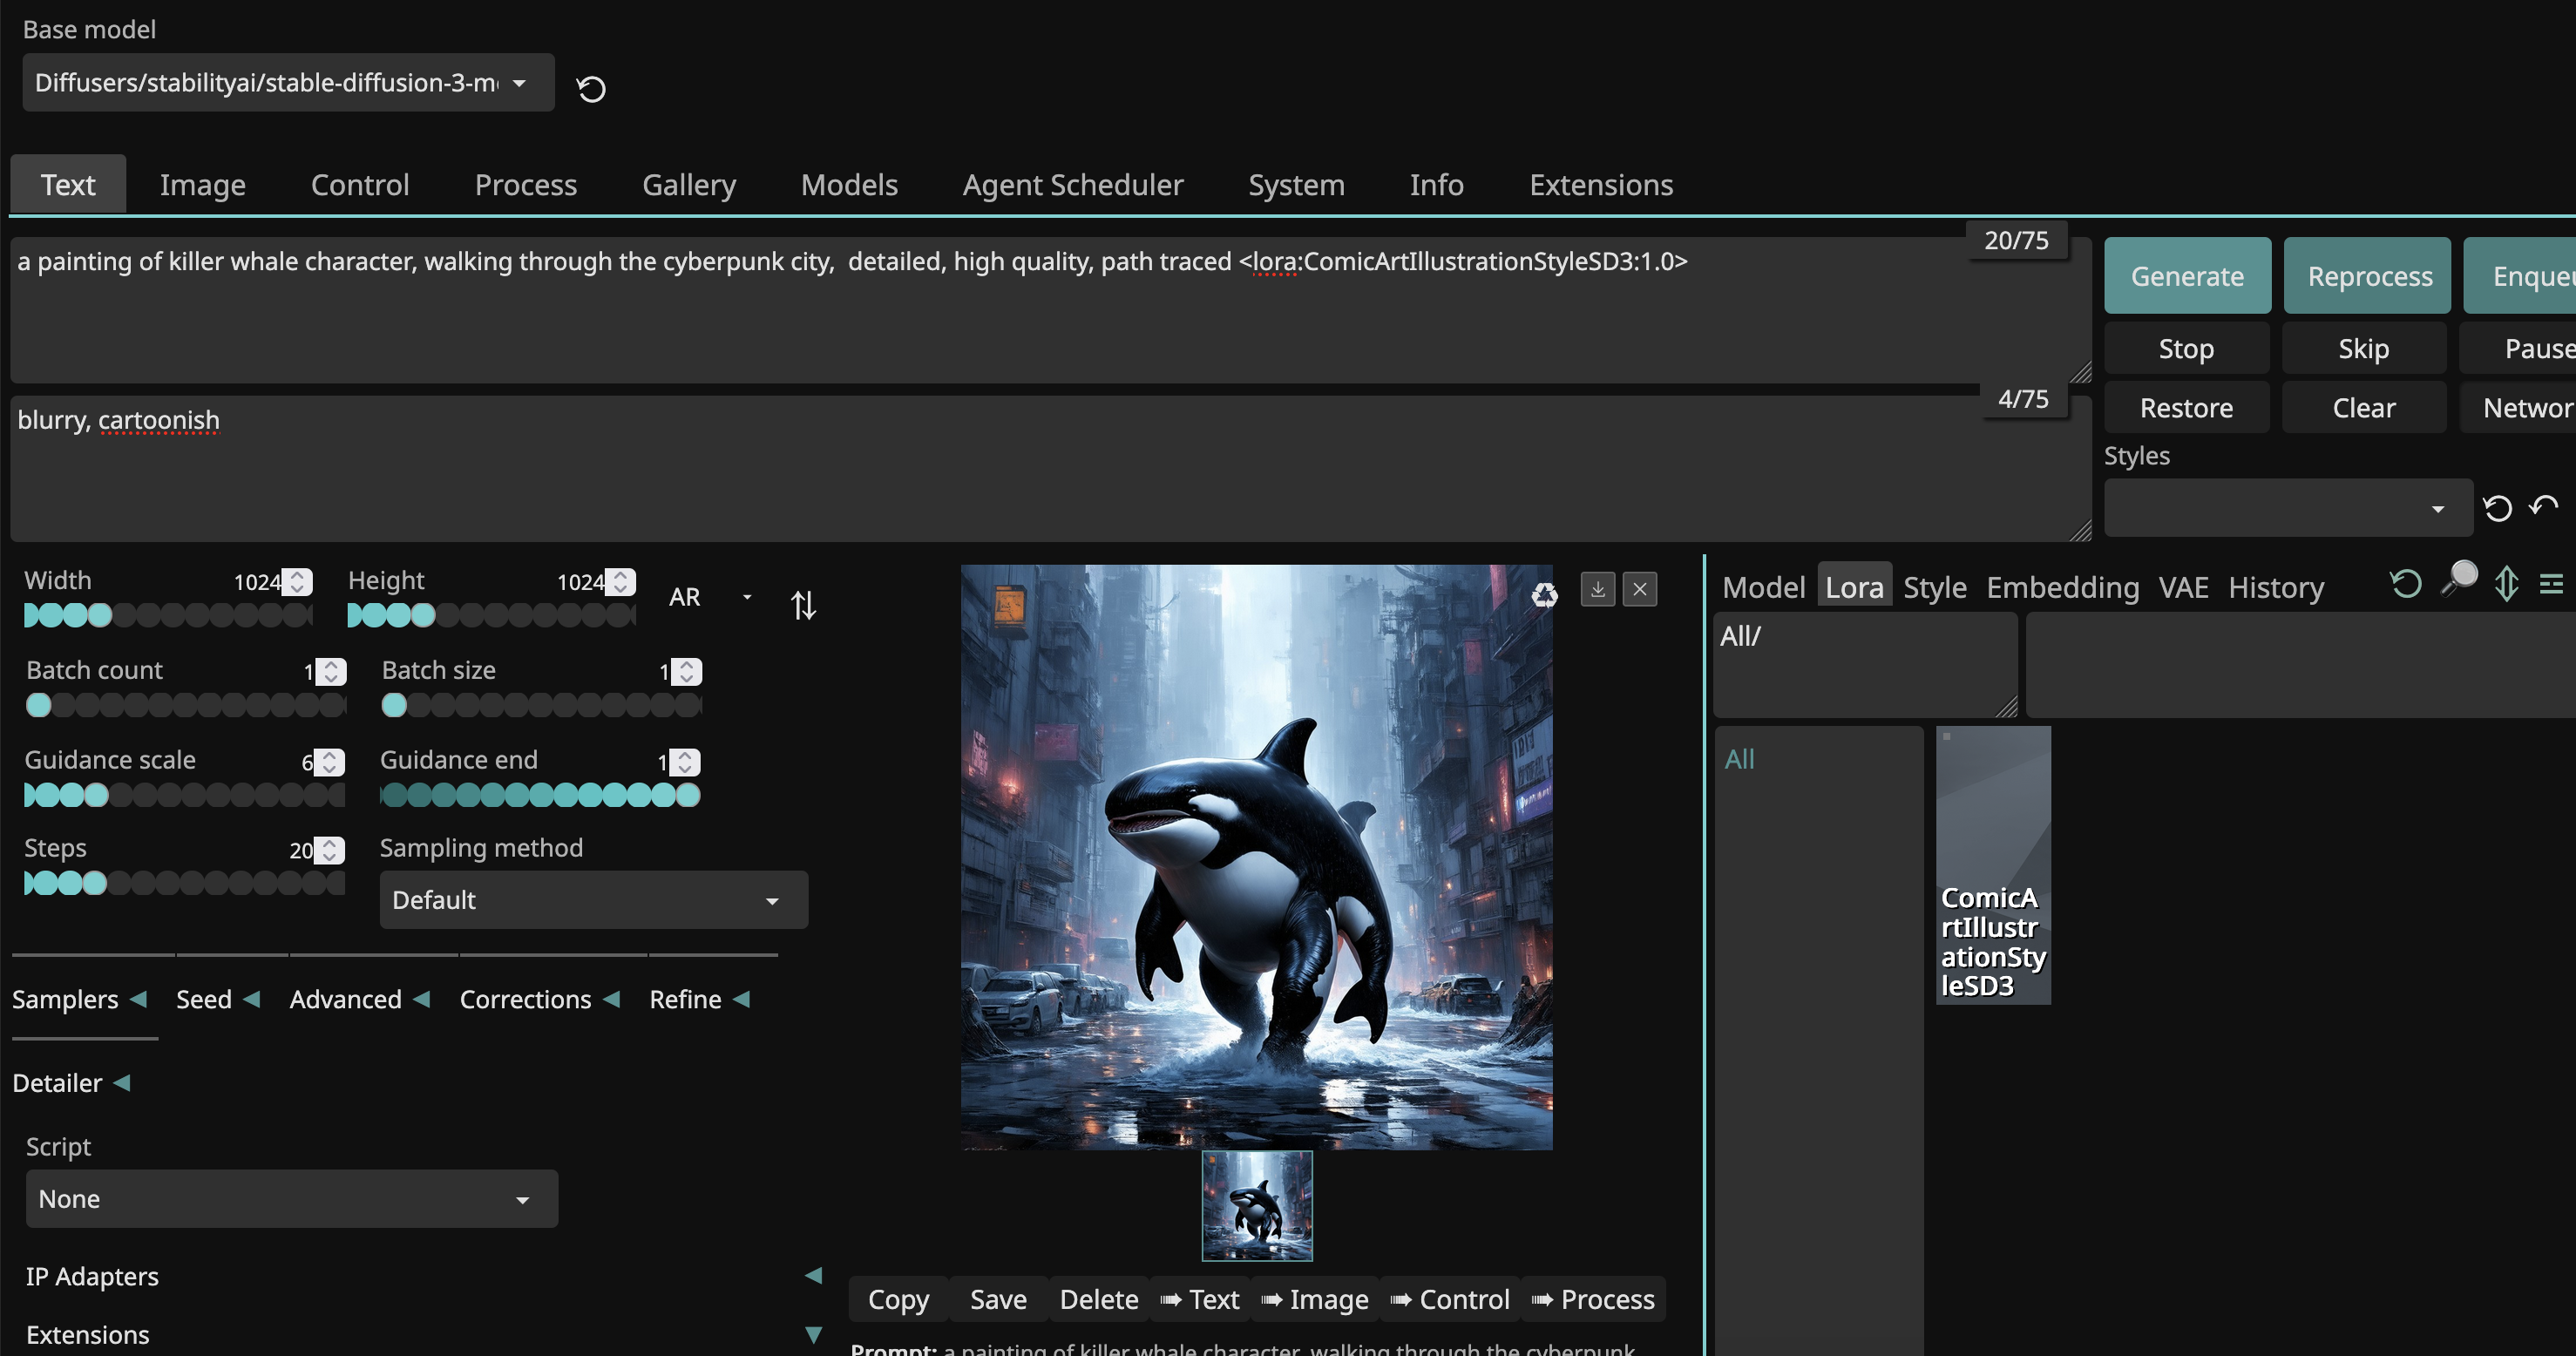 Base model
Diffusers/stabilityai/stable-diffusion-3-m
Text Image Control Process Gallery Models Agent Scheduler System Info Extensions
20/75
a painting of killer whale character, walking through the cyberpunk city,  detailed, high quality, path traced <lora:ComicArtIllustrationStyleSD3:1.0>
Generate Reprocess Enqueu
Stop Skip Pause
4/75
blurry, cartoonish
Restore Clear Networ
Styles
Width 1024 Height 1024 AR
Batch count 1 Batch size 1
Guidance scale 6 Guidance end 1
Steps 20 Sampling method
Default
Samplers Seed Advanced Corrections Refine
Detailer
Script
None
IP Adapters
Extensions
Copy Save Delete ➠ Text ➠ Image ➠ Control ➠ Process
Prompt: a painting of killer whale character, walking through the cyberpunk
Model Lora Style Embedding VAE History
All/
All
ComicA
rtIllustr
ationSty
leSD3